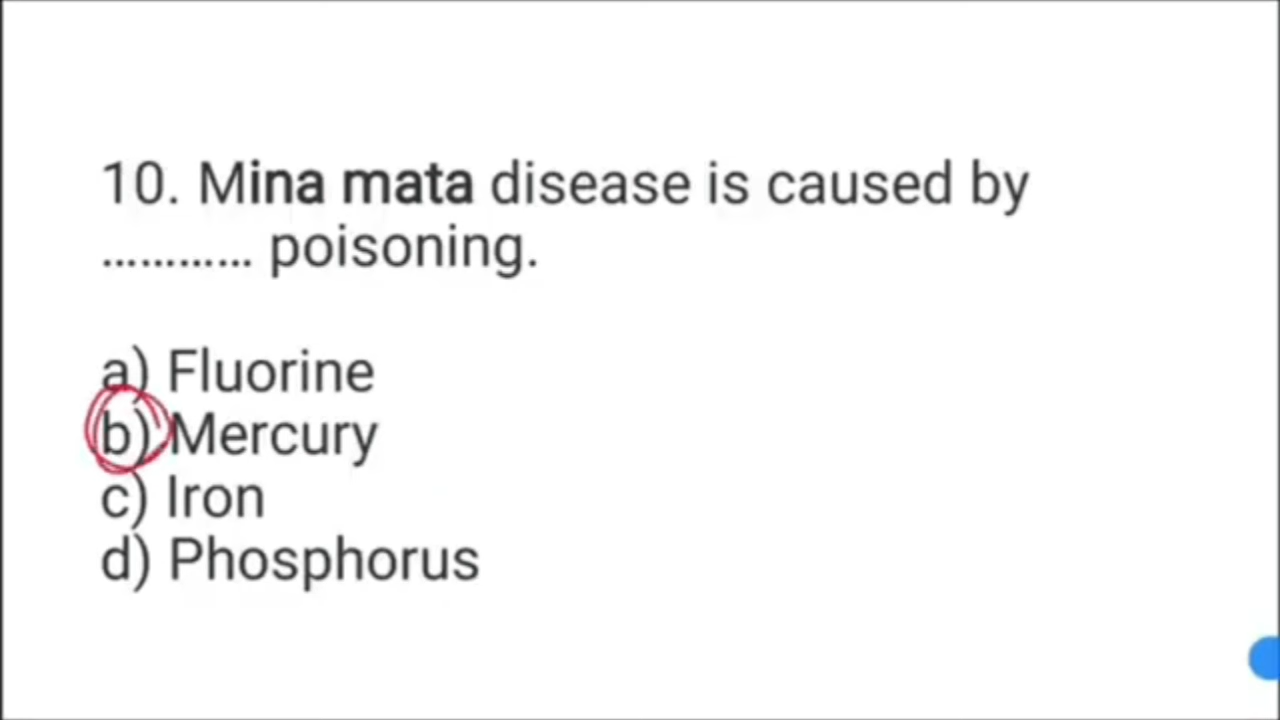 10. Mina mata disease is caused by
............ poisoning.
a) Fluorine
b) Mercury
c) Iron
d) Phosphorus